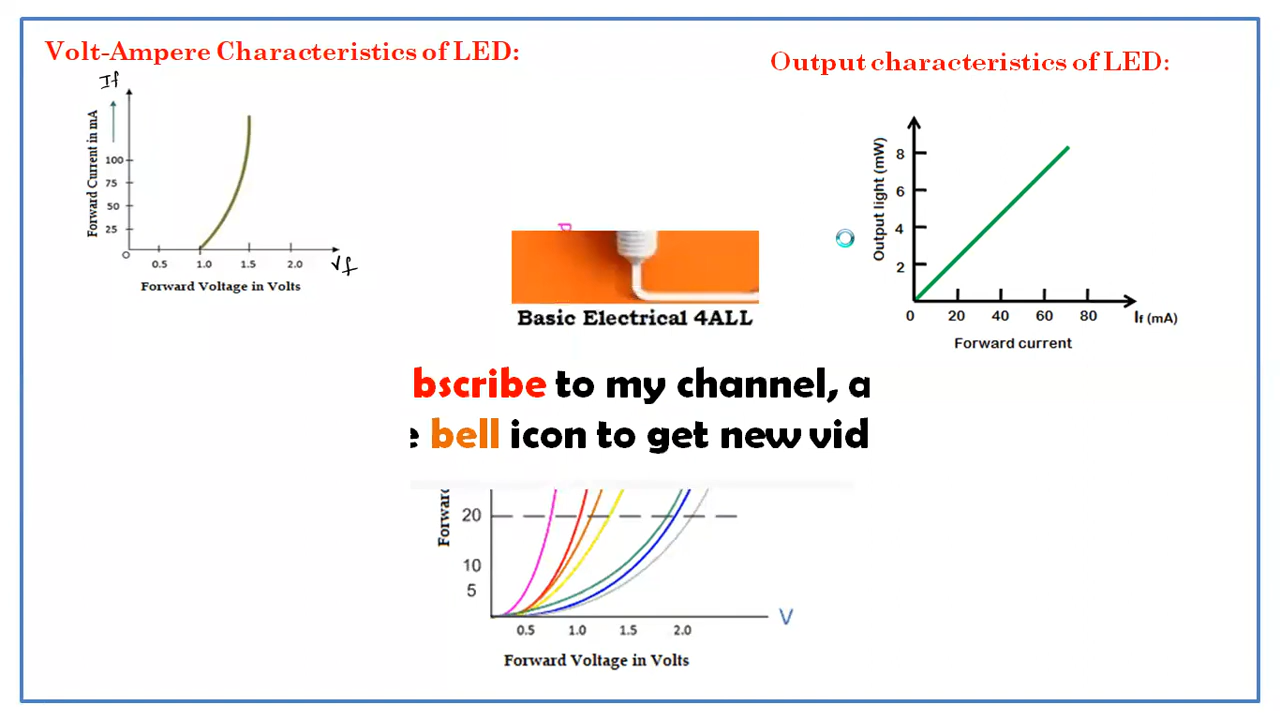 Volt-Ampere Characteristics of LED:
If
Forward Current in mA
100
75
50
25
O
0.5 1.0 1.5 2.0
Vf
Forward Voltage in Volts
Output characteristics of LED:
Output light (mW)
8
6
4
2
0 20 40 60 80 If (mA)
Forward current
Basic Electrical 4ALL
bscribe to my channel, a
e bell icon to get new vid
Forward
20
10
5
V
0.5 1.0 1.5 2.0
Forward Voltage in Volts